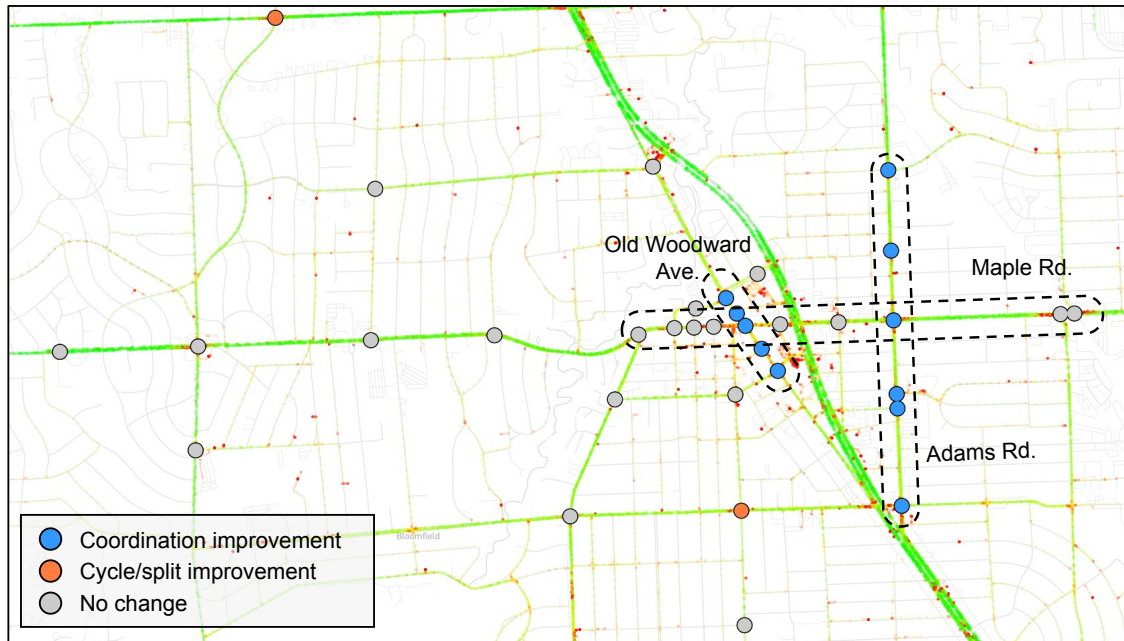 Old Woodward
Ave.
Maple Rd.
Adams Rd.
Bloomfield
Coordination improvement
Cycle/split improvement
No change